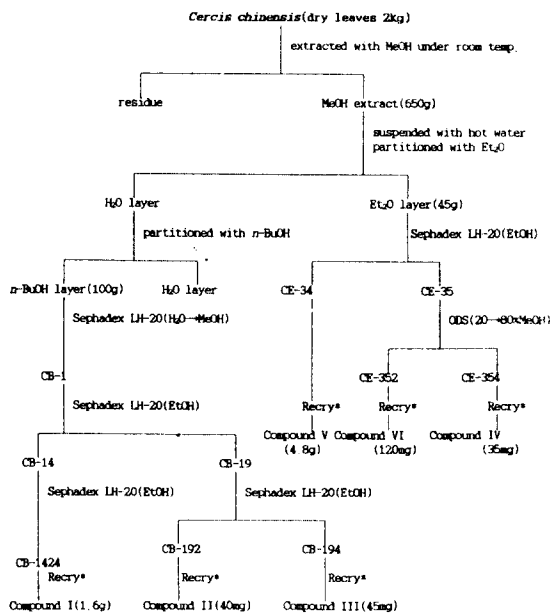 Cercis chinensis(dry leaves 2kg)
extracted with MeOH under room temp.
residue
MeOH extract(650g)
suspended with hot water
partitioned with Et₂O
H₂O layer
Et₂O layer(45g)
partitioned with n-BuOH
Sephadex LH-20(EtOH)
n-BuOH layer(100g)
H₂O layer
CE-34
CE-35
Sephadex LH-20(H₂O→MeOH)
ODS(20→80%MeOH)
CB-1
CE-352
CE-354
Sephadex LH-20(EtOH)
Recry*
Recry*
Recry*
Compound V
Compound VI
Compound IV
(4.8g)
(120mg)
(35mg)
CB-14
CB-19
Sephadex LH-20(EtOH)
Sephadex LH-20(EtOH)
CB-192
CB-194
CB-1424
Recry*
Recry*
Recry*
Compound I(1.6g)
Compound II(40mg)
Compound III(45mg)